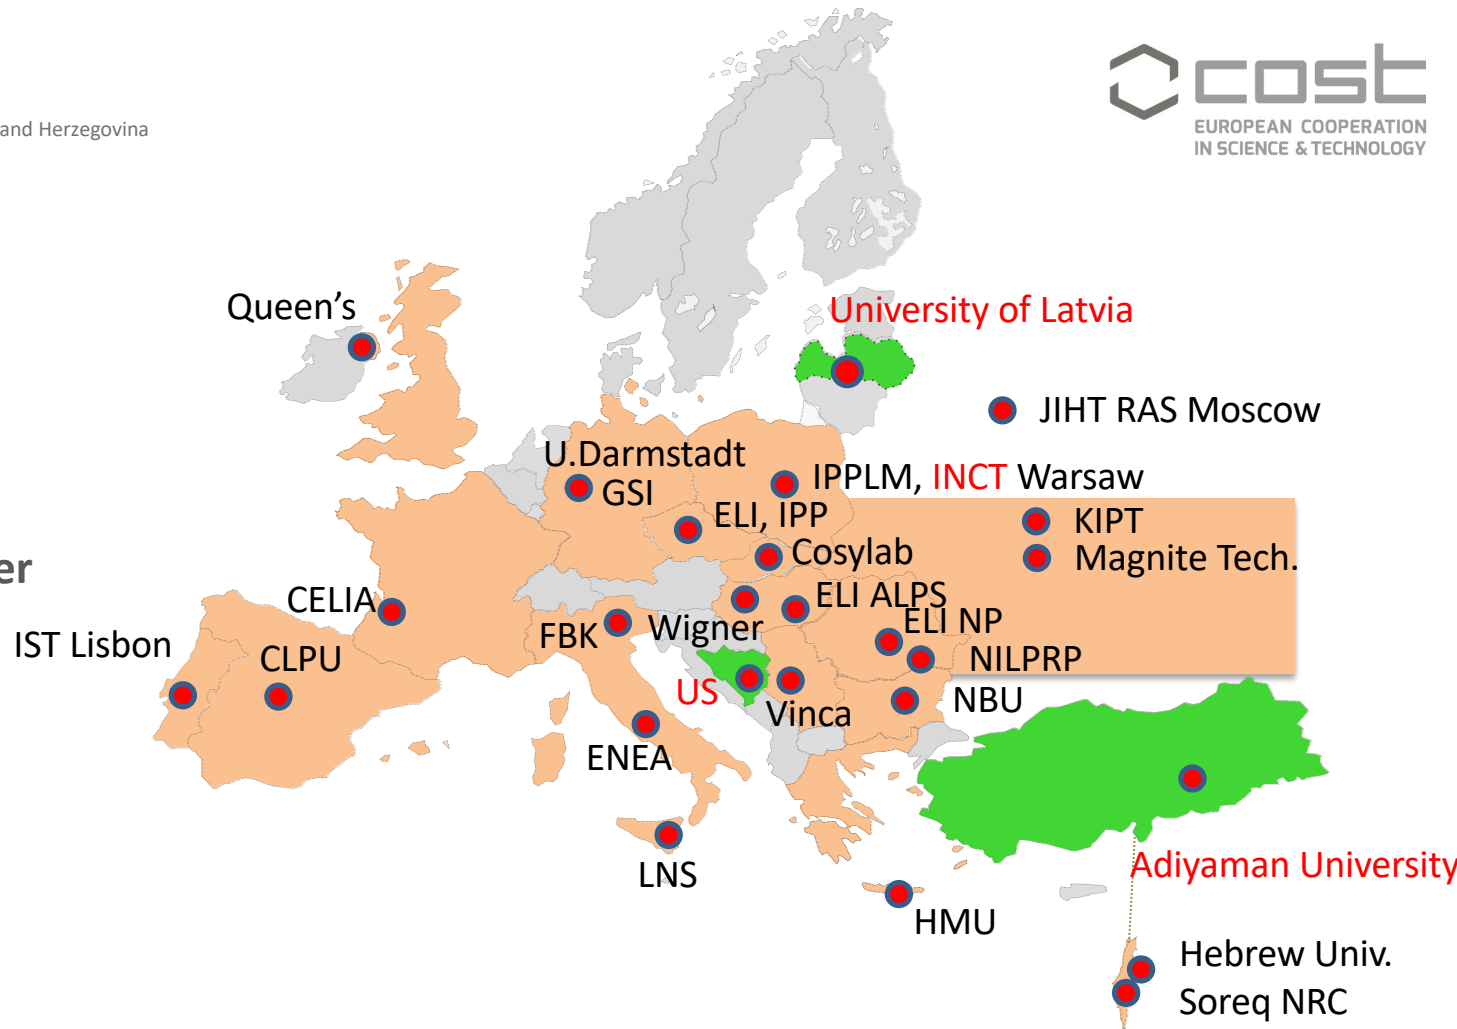 cost
EUROPEAN COOPERATION
IN SCIENCE & TECHNOLOGY
and Herzegovina
Queen’s
University of Latvia
JIHT RAS Moscow
U.Darmstadt
GSI
IPPLM, INCT Warsaw
ELI, IPP
KIPT
Cosylab
Magnite Tech.
er
CELIA
ELI ALPS
FBK
Wigner
ELI NP
IST Lisbon
CLPU
NILPRP
US
Vinca
NBU
ENEA
Adiyaman University
LNS
HMU
Hebrew Univ.
Soreq NRC